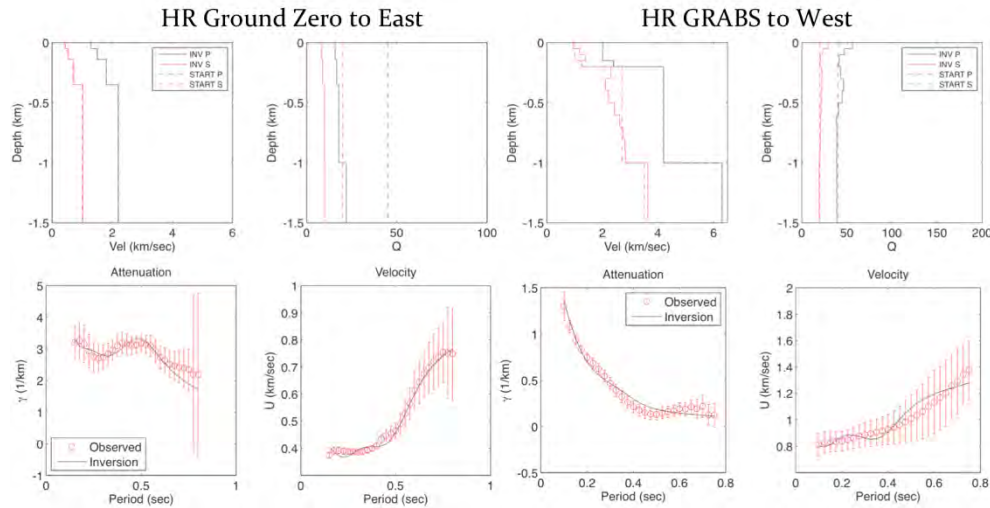 HR Ground Zero to East
HR GRABS to West
0
-0.5
-1
-1.5
Depth (km)
0 2 4 6
Vel (km/sec)
INV P
INV S
START P
START S
0
-0.5
-1
-1.5
Depth (km)
0 50 100
Q
0
-0.5
-1
-1.5
Depth (km)
0 2 4 6
Vel (km/sec)
0
-0.5
-1
-1.5
Depth (km)
0 50 100 150 200
Q
INV P
INV S
START P
START S
Attenuation
5
4
3
2
1
0
-1
γ (1/km)
0 0.5 1
Period (sec)
Observed
Inversion
Velocity
1
0.9
0.8
0.7
0.6
0.5
0.4
U (km/sec)
0 0.5 1
Period (sec)
Attenuation
1.5
1
0.5
0
-0.5
γ (1/km)
0 0.2 0.4 0.6 0.8
Period (sec)
Observed
Inversion
Velocity
2
1.8
1.6
1.4
1.2
1
0.8
0.6
U (km/sec)
0 0.2 0.4 0.6 0.8
Period (sec)